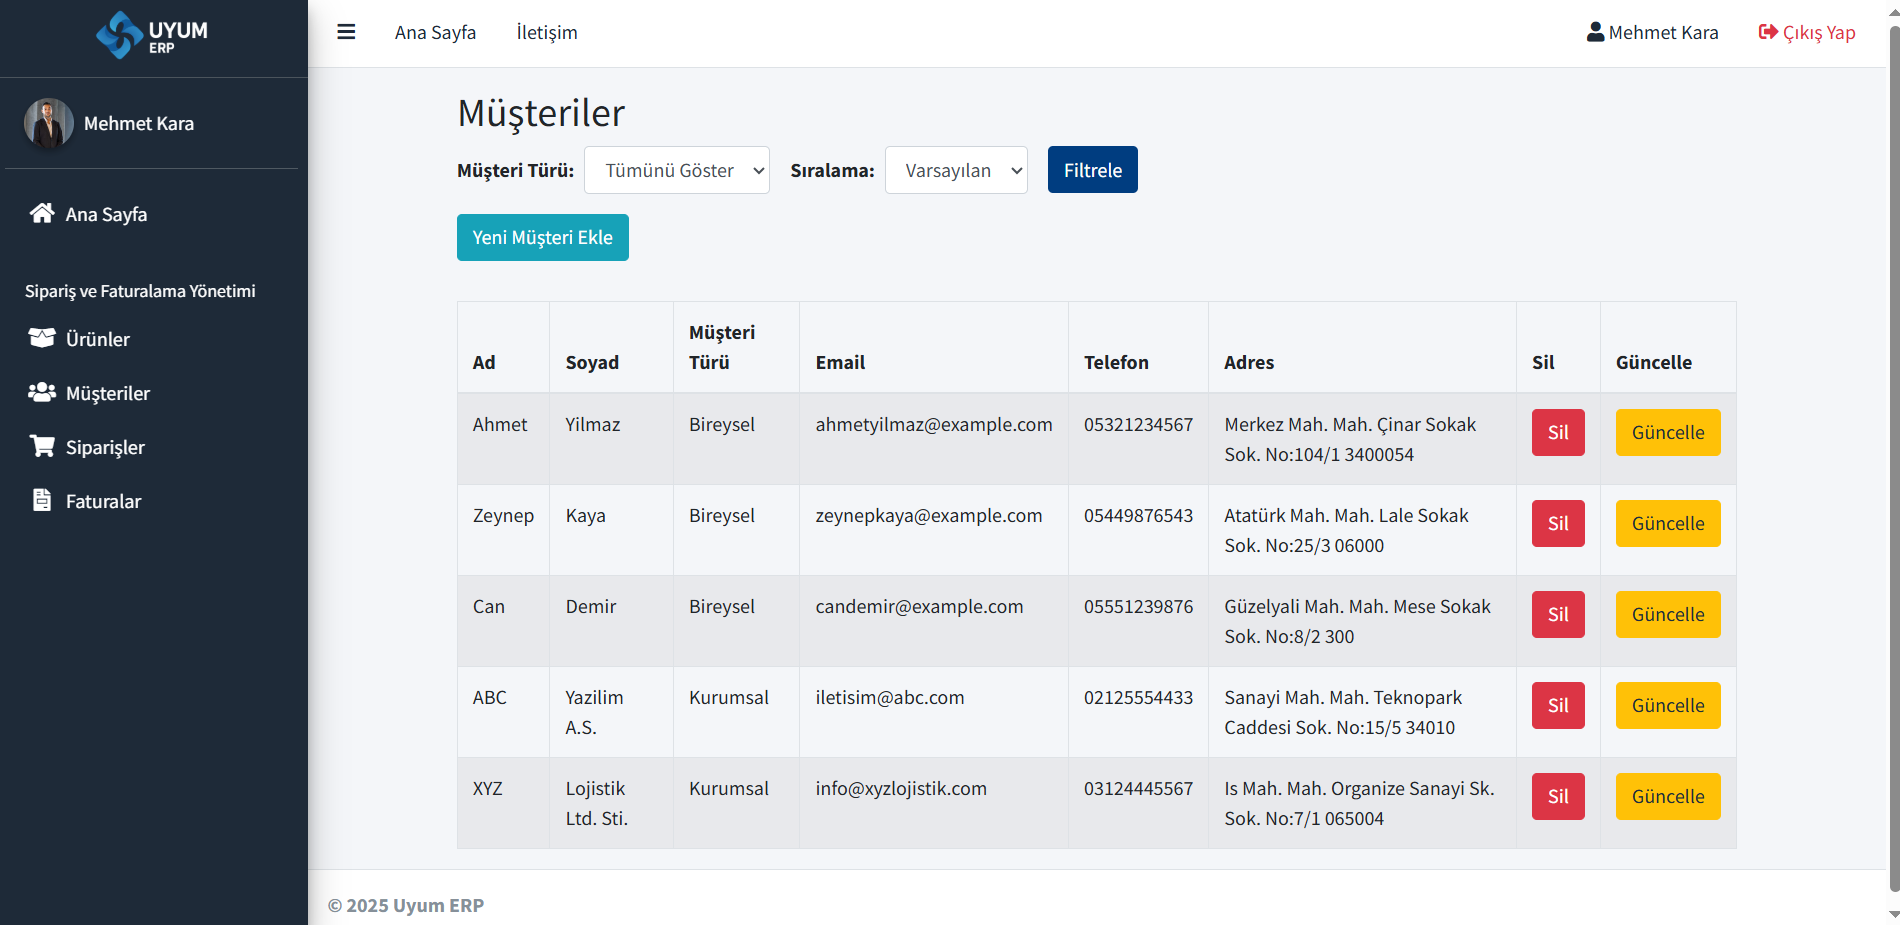 UYUM
ERP
Ana Sayfa
İletişim
Mehmet Kara
Çıkış Yap
Mehmet Kara
Ana Sayfa
Sipariş ve Faturalama Yönetimi
Ürünler
Müşteriler
Siparişler
Faturalar
Müşteriler
Müşteri Türü: Tümünü Göster Sıralama: Varsayılan Filtrele
Yeni Müşteri Ekle
Ad Soyad Müşteri Türü Email Telefon Adres Sil Güncelle
Ahmet Yilmaz Bireysel ahmetyilmaz@example.com 05321234567 Merkez Mah. Mah. Çinar Sokak Sok. No:104/1 3400054 Sil Güncelle
Zeynep Kaya Bireysel zeynepkaya@example.com 05449876543 Atatürk Mah. Mah. Lale Sokak Sok. No:25/3 06000 Sil Güncelle
Can Demir Bireysel candemir@example.com 05551239876 Güzelyali Mah. Mah. Mese Sokak Sok. No:8/2 300 Sil Güncelle
ABC Yazilim A.S. Kurumsal iletisim@abc.com 02125554433 Sanayi Mah. Mah. Teknopark Caddesi Sok. No:15/5 34010 Sil Güncelle
XYZ Lojistik Ltd. Sti. Kurumsal info@xyzlojistik.com 03124445567 Is Mah. Mah. Organize Sanayi Sk. Sok. No:7/1 065004 Sil Güncelle
© 2025 Uyum ERP